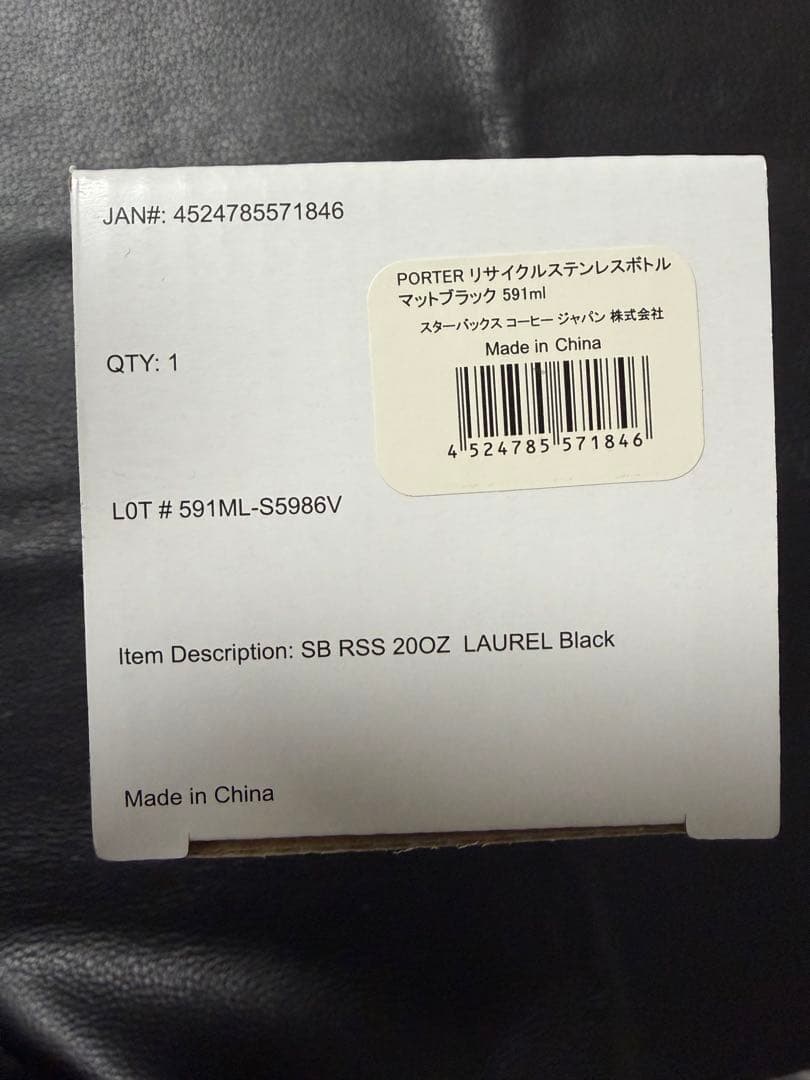 JAN#: 4524785571846
PORTER リサイクルステンレスボトル
マットブラック 591ml
スターバックス コーヒー ジャパン 株式会社
Made in China
4 524785 571846
QTY: 1
LOT # 591ML-S5986V
Item Description: SB RSS 20OZ LAUREL Black
Made in China